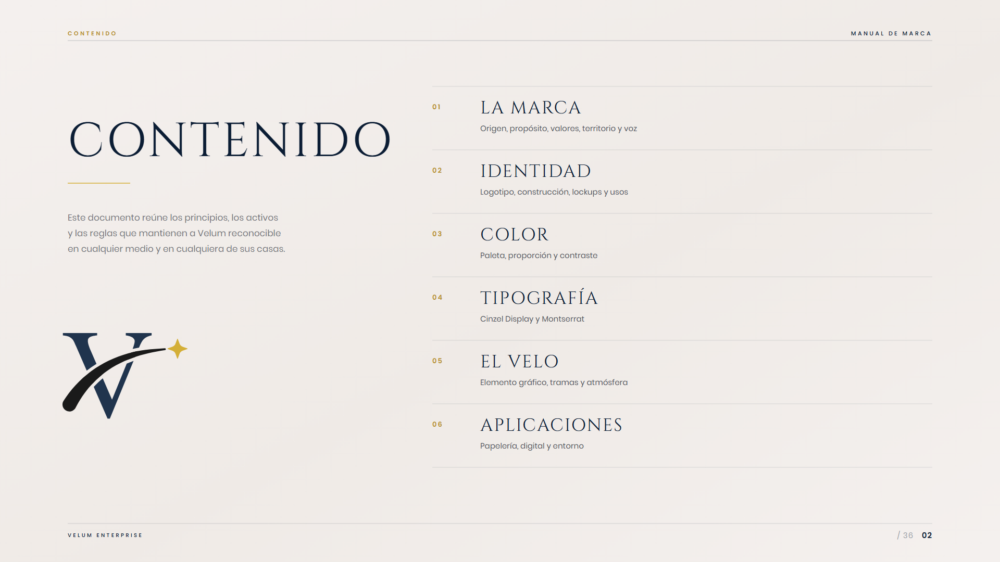 CONTENIDO
MANUAL DE MARCA
CONTENIDO
Este documento reúne los principios, los activos
y las reglas que mantienen a Velum reconocible
en cualquier medio y en cualquiera de sus casas.
V
01
LA MARCA
Origen, propósito, valores, territorio y voz
02
IDENTIDAD
Logotipo, construcción, lockups y usos
03
COLOR
Paleta, proporción y contraste
04
TIPOGRAFÍA
Cinzel Display y Montserrat
05
EL VELO
Elemento gráfico, tramas y atmósfera
06
APLICACIONES
Papelería, digital y entorno
VELUM ENTERPRISE
/ 36 02